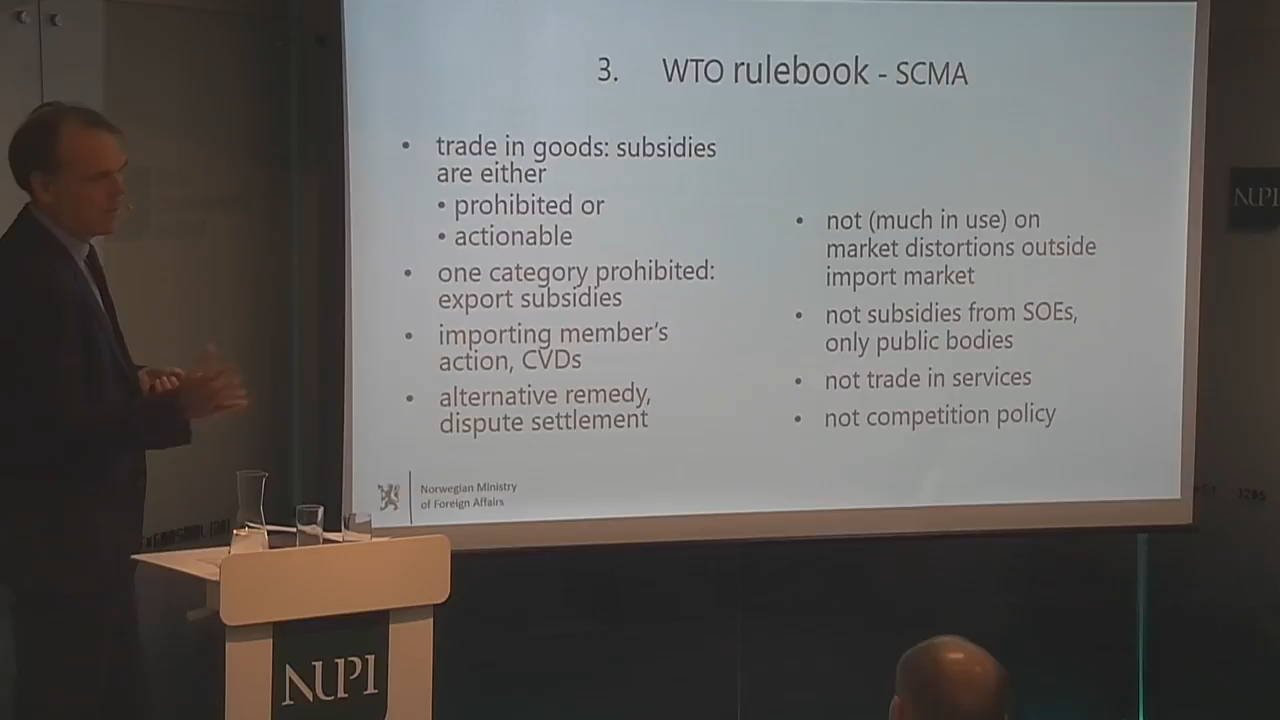 3. WTO rulebook - SCMA
• trade in goods: subsidies
are either
• prohibited or
• actionable
• one category prohibited:
export subsidies
• importing member's
action, CVDs
• alternative remedy,
dispute settlement
• not (much in use) on
market distortions outside
import market
• not subsidies from SOEs,
only public bodies
• not trade in services
• not competition policy
Norwegian Ministry
of Foreign Affairs
NUPI
NUPI